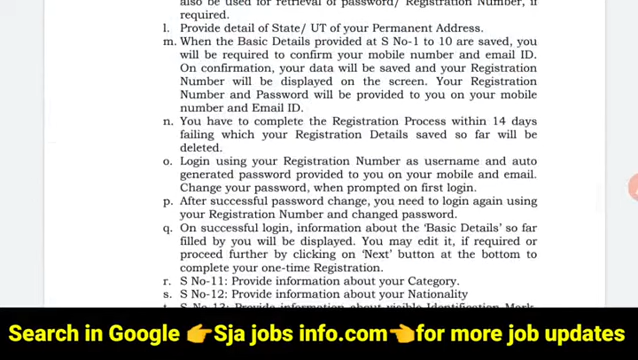 also be used for retrieval of password/ Registration Number, if
required.
l. Provide detail of State/ UT of your Permanent Address.
m. When the Basic Details provided at S No-1 to 10 are saved, you
will be required to confirm your mobile number and email ID.
On confirmation, your data will be saved and your Registration
Number will be displayed on the screen. Your Registration
Number and Password will be provided to you on your mobile
number and Email ID.
n. You have to complete the Registration Process within 14 days
failing which your Registration Details saved so far will be
deleted.
o. Login using your Registration Number as username and auto
generated password provided to you on your mobile and email.
Change your password, when prompted on first login.
p. After successful password change, you need to login again using
your Registration Number and changed password.
q. On successful login, information about the ‘Basic Details’ so far
filled by you will be displayed. You may edit it, if required or
proceed further by clicking on ‘Next’ button at the bottom to
complete your one-time Registration.
r. S No-11: Provide information about your Category.
s. S No-12: Provide information about your Nationality
t. S No-13: Provide information about visible Identification Mark.
Search in Google 👉Sja jobs info.com👈for more job updates